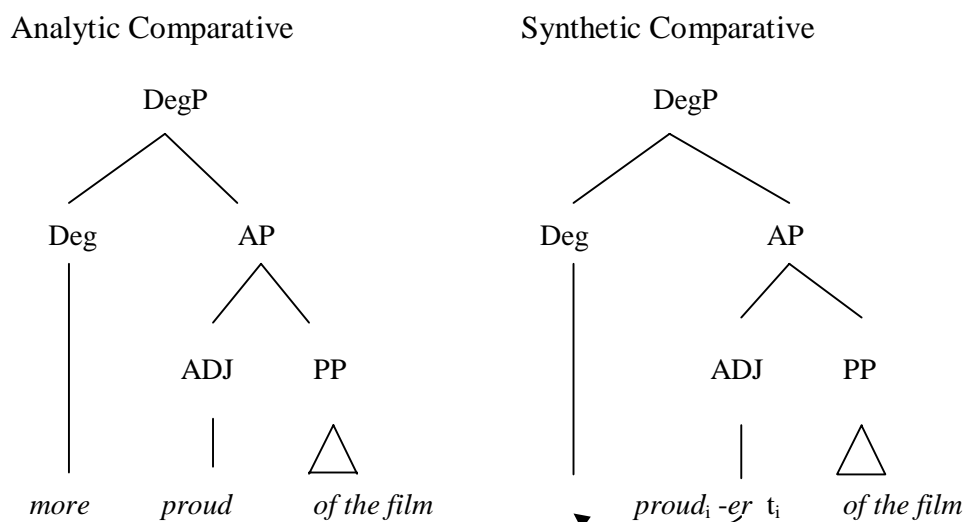 Analytic Comparative Synthetic Comparative
DegP DegP
Deg AP Deg AP
ADJ PP ADJ PP
more proud of the film proudᵢ -er tᵢ of the film